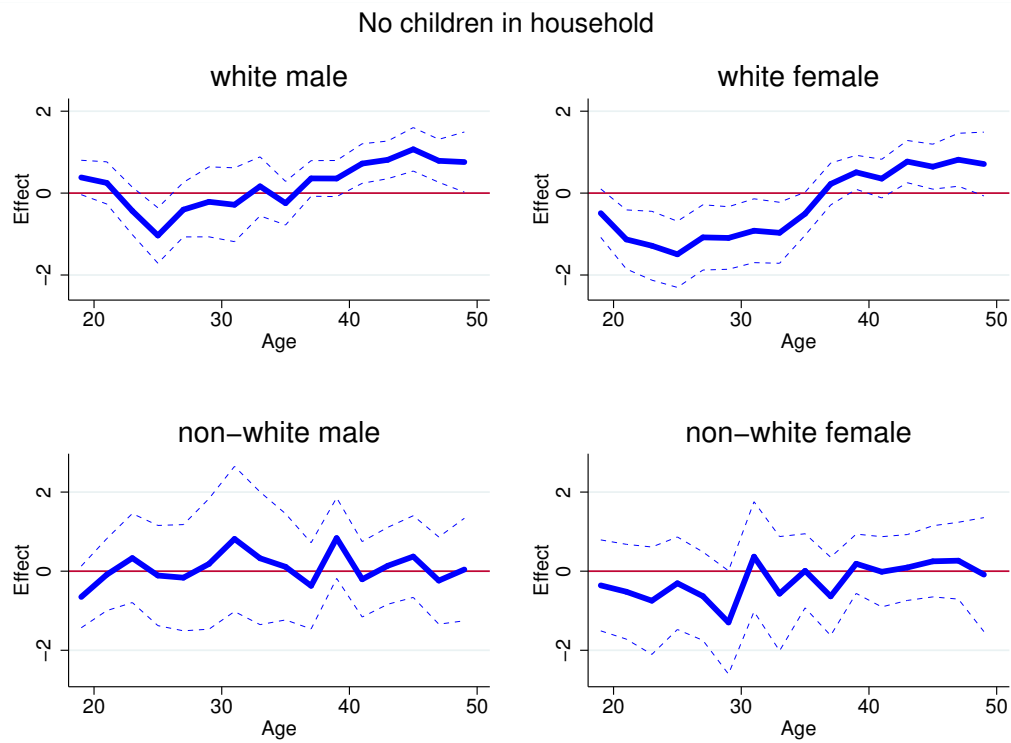 No children in household
white male
white female
2
0
−2
Effect
20 30 40 50
Age
2
0
−2
Effect
20 30 40 50
Age
non−white male
non−white female
2
0
−2
Effect
20 30 40 50
Age
2
0
−2
Effect
20 30 40 50
Age